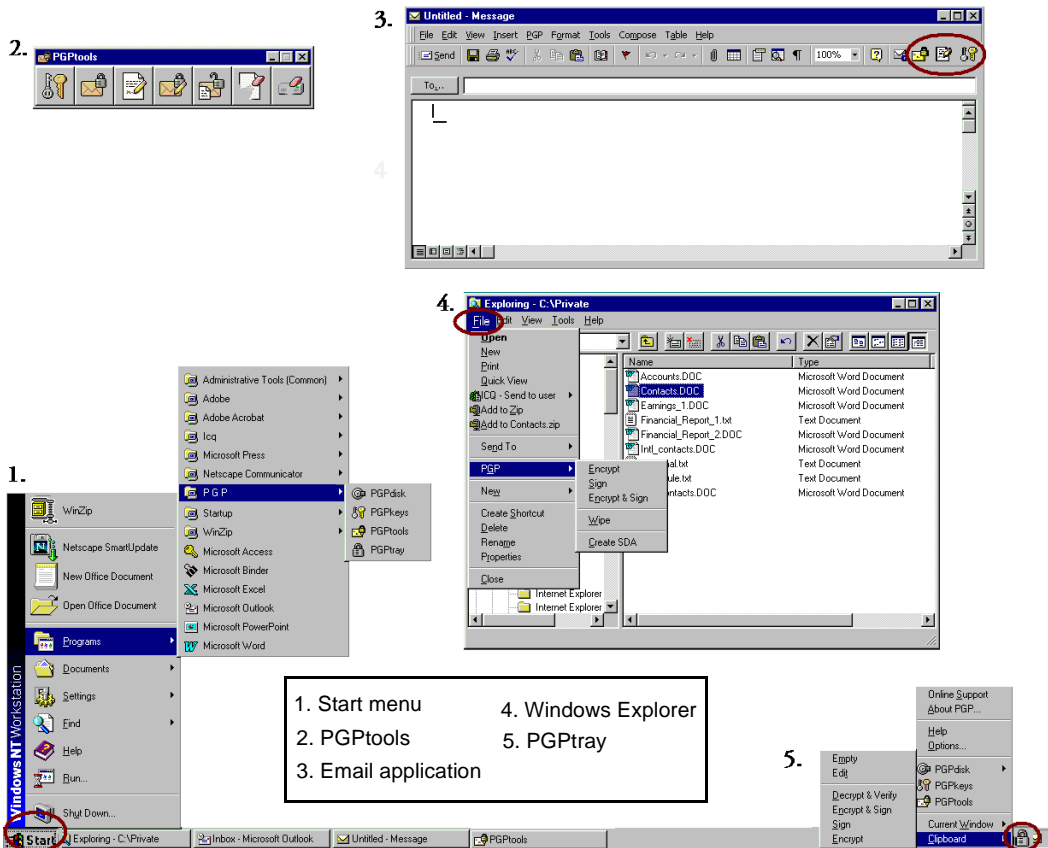 2.
PGPtools
3.
Untitled - Message
File Edit View Insert PGP Format Tools Compose Table Help
Send
100%
To...
4
1.
WinZip
Netscape SmartUpdate
New Office Document
Open Office Document
Programs
Documents
Settings
Find
Help
Run...
Shut Down...
Windows NT Workstation
Administrative Tools (Common)
Adobe
Adobe Acrobat
Icq
Microsoft Press
Netscape Communicator
P G P
Startup
WinZip
Microsoft Access
Microsoft Binder
Microsoft Excel
Microsoft Outlook
Microsoft PowerPoint
Microsoft Word
PGPdisk
PGPkeys
PGPtools
PGPtray
4.
Exploring - C:\Private
File Edit View Tools Help
Open
New
Print
Quick View
ICQ - Send to user
Add to Zip
Add to Contacts.zip
Send To
PGP
New
Create Shortcut
Delete
Rename
Properties
Close
Internet Explorer
Internet Explorer
Encrypt
Sign
Encrypt & Sign
Wipe
Create SDA
Name Type
Accounts.DOC Microsoft Word Document
Contacts.DOC Microsoft Word Document
Earnings_1.DOC Microsoft Word Document
Financial_Report_1.txt Text Document
Financial_Report_2.DOC Microsoft Word Document
Intl_contacts.DOC Microsoft Word Document
nal.txt Text Document
ule.txt Text Document
ontacts.DOC Microsoft Word Document
1. Start menu
2. PGPtools
3. Email application
4. Windows Explorer
5. PGPtray
5.
Empty
Edit
Decrypt & Verify
Encrypt & Sign
Sign
Encrypt
Online Support
About PGP...
Help
Options...
PGPdisk
PGPkeys
PGPtools
Current Window
Clipboard
Start
Exploring - C:\Private
Inbox - Microsoft Outlook
Untitled - Message
PGPtools